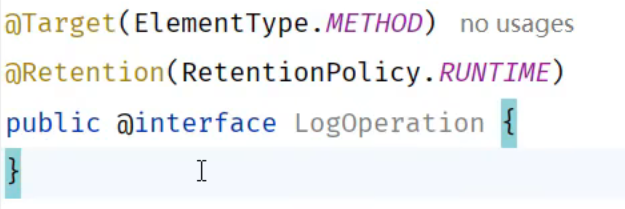 @Target(ElementType.METHOD) no usages
@Retention(RetentionPolicy.RUNTIME)
public @interface LogOperation {
}